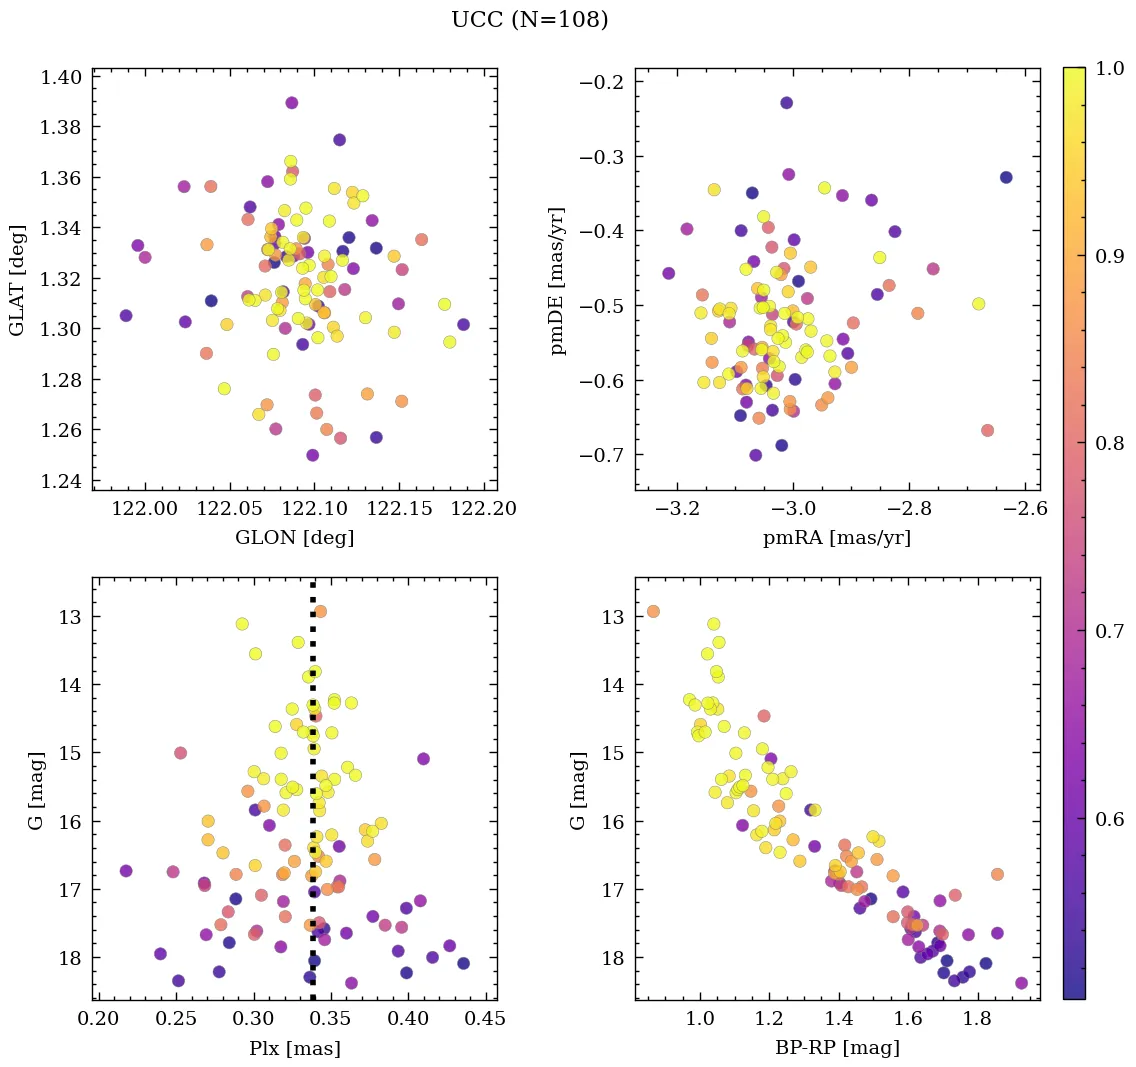 UCC (N=108)
1.40
1.38
1.36
1.34
1.32
1.30
1.28
1.26
1.24
GLAT [deg]
122.00 122.05 122.10 122.15 122.20
GLON [deg]
−0.2
−0.3
−0.4
−0.5
−0.6
−0.7
pmDE [mas/yr]
−3.2 −3.0 −2.8 −2.6
pmRA [mas/yr]
13
14
15
16
17
18
G [mag]
0.20 0.25 0.30 0.35 0.40 0.45
Plx [mas]
13
14
15
16
17
18
G [mag]
1.0 1.2 1.4 1.6 1.8
BP-RP [mag]
1.0
0.9
0.8
0.7
0.6